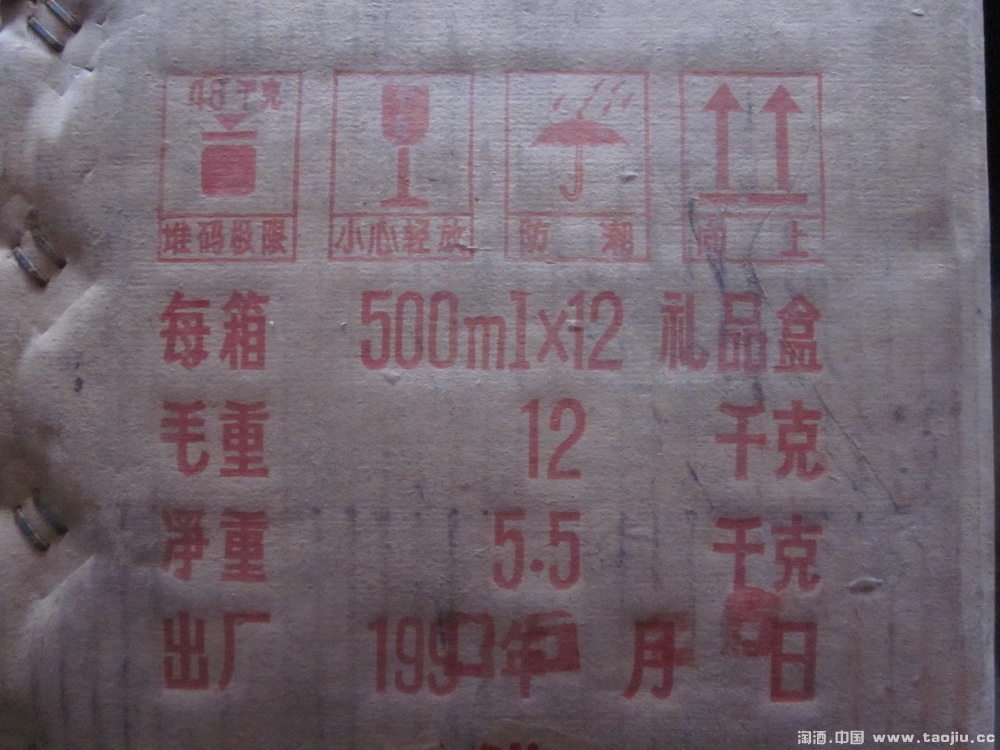 45千克
堆码极限 小心轻放 防潮 向上
每箱 500ml×12 礼品盒
毛重 12 千克
净重 5.5 千克
出厂 199 年 月 日
淘酒.中国 www.taojiu.cc